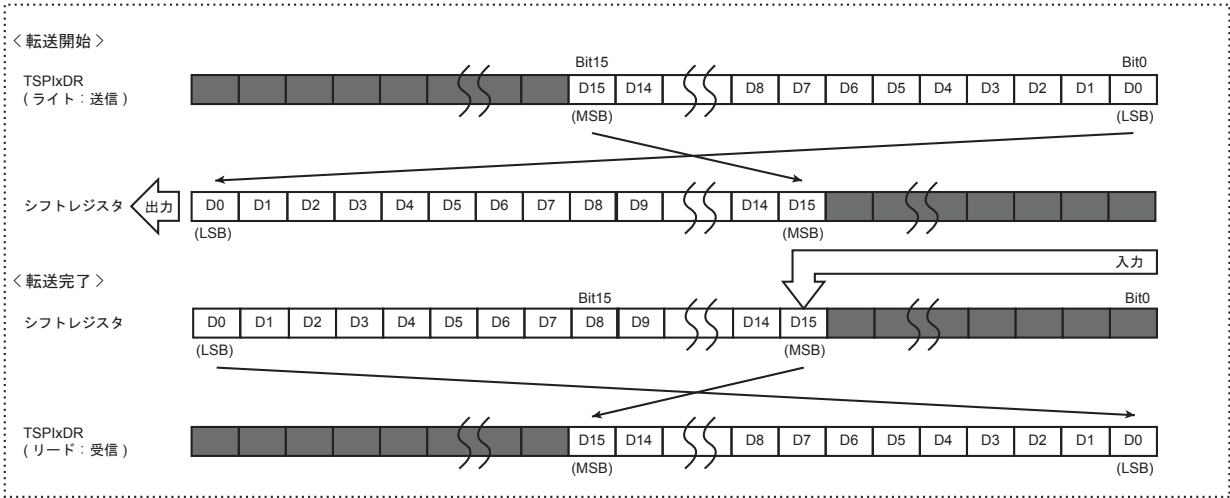 < 転送開始 >
Bit15 Bit0
TSPIxDR
( ライト : 送信 )
D15 D14 D8 D7 D6 D5 D4 D3 D2 D1 D0
(MSB) (LSB)
シフトレジスタ 出力 D0 D1 D2 D3 D4 D5 D6 D7 D8 D9 D14 D15
(LSB) (MSB)
入力
< 転送完了 >
Bit15 Bit0
シフトレジスタ D0 D1 D2 D3 D4 D5 D6 D7 D8 D9 D14 D15
(LSB) (MSB)
TSPIxDR
( リード : 受信 )
D15 D14 D8 D7 D6 D5 D4 D3 D2 D1 D0
(MSB) (LSB)